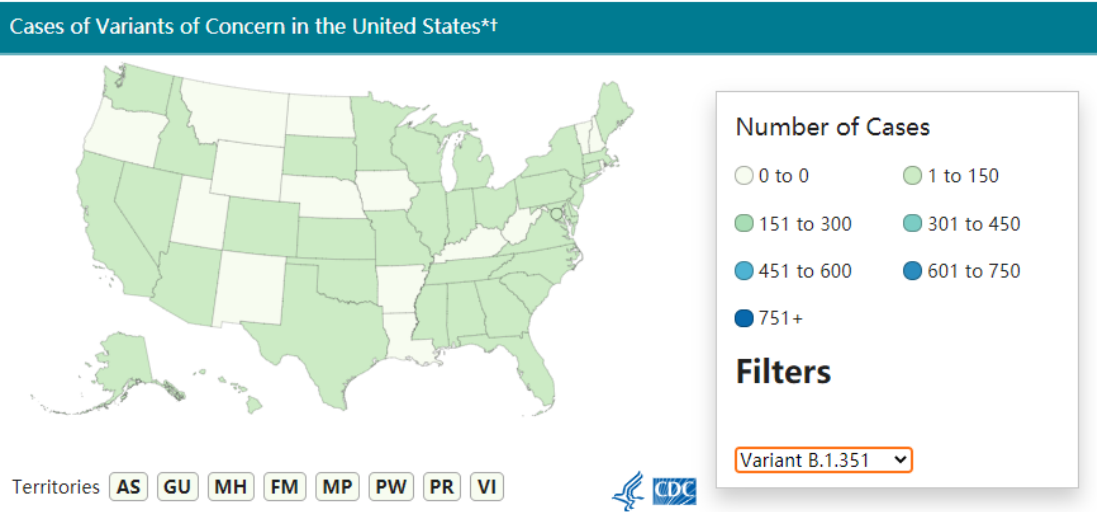 Cases of Variants of Concern in the United States*†
Number of Cases
0 to 0
1 to 150
151 to 300
301 to 450
451 to 600
601 to 750
751+
Filters
Variant B.1.351
Territories AS GU MH FM MP PW PR VI
CDC